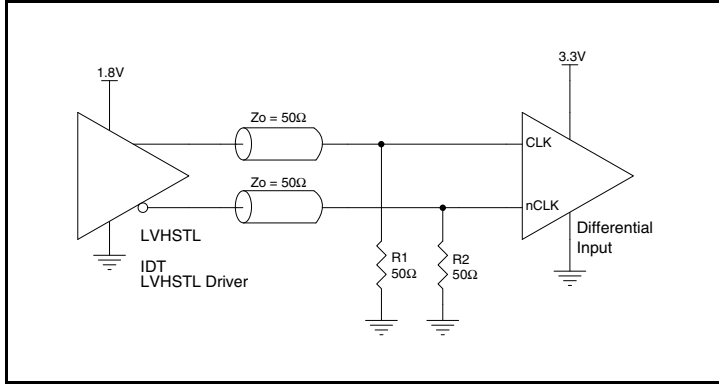 1.8V
3.3V
Zo = 50Ω
CLK
Zo = 50Ω
nCLK
LVHSTL
IDT
LVHSTL Driver
R1
50Ω
R2
50Ω
Differential
Input